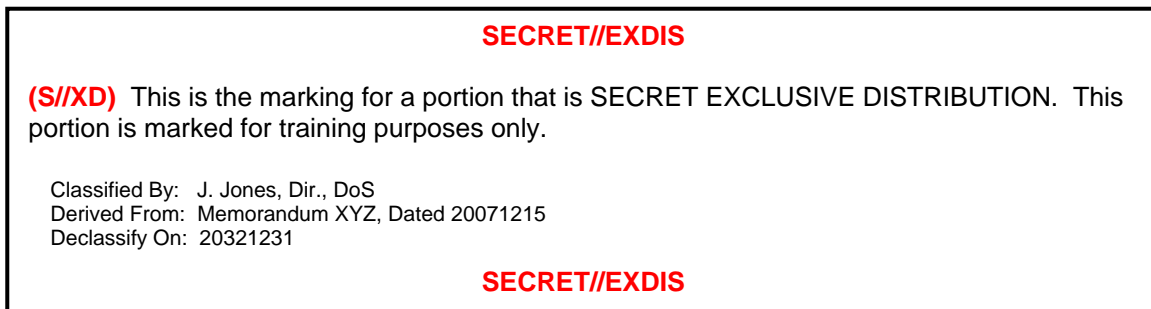 SECRET//EXDIS
(S//XD) This is the marking for a portion that is SECRET EXCLUSIVE DISTRIBUTION. This
portion is marked for training purposes only.
Classified By: J. Jones, Dir., DoS
Derived From: Memorandum XYZ, Dated 20071215
Declassify On: 20321231
SECRET//EXDIS